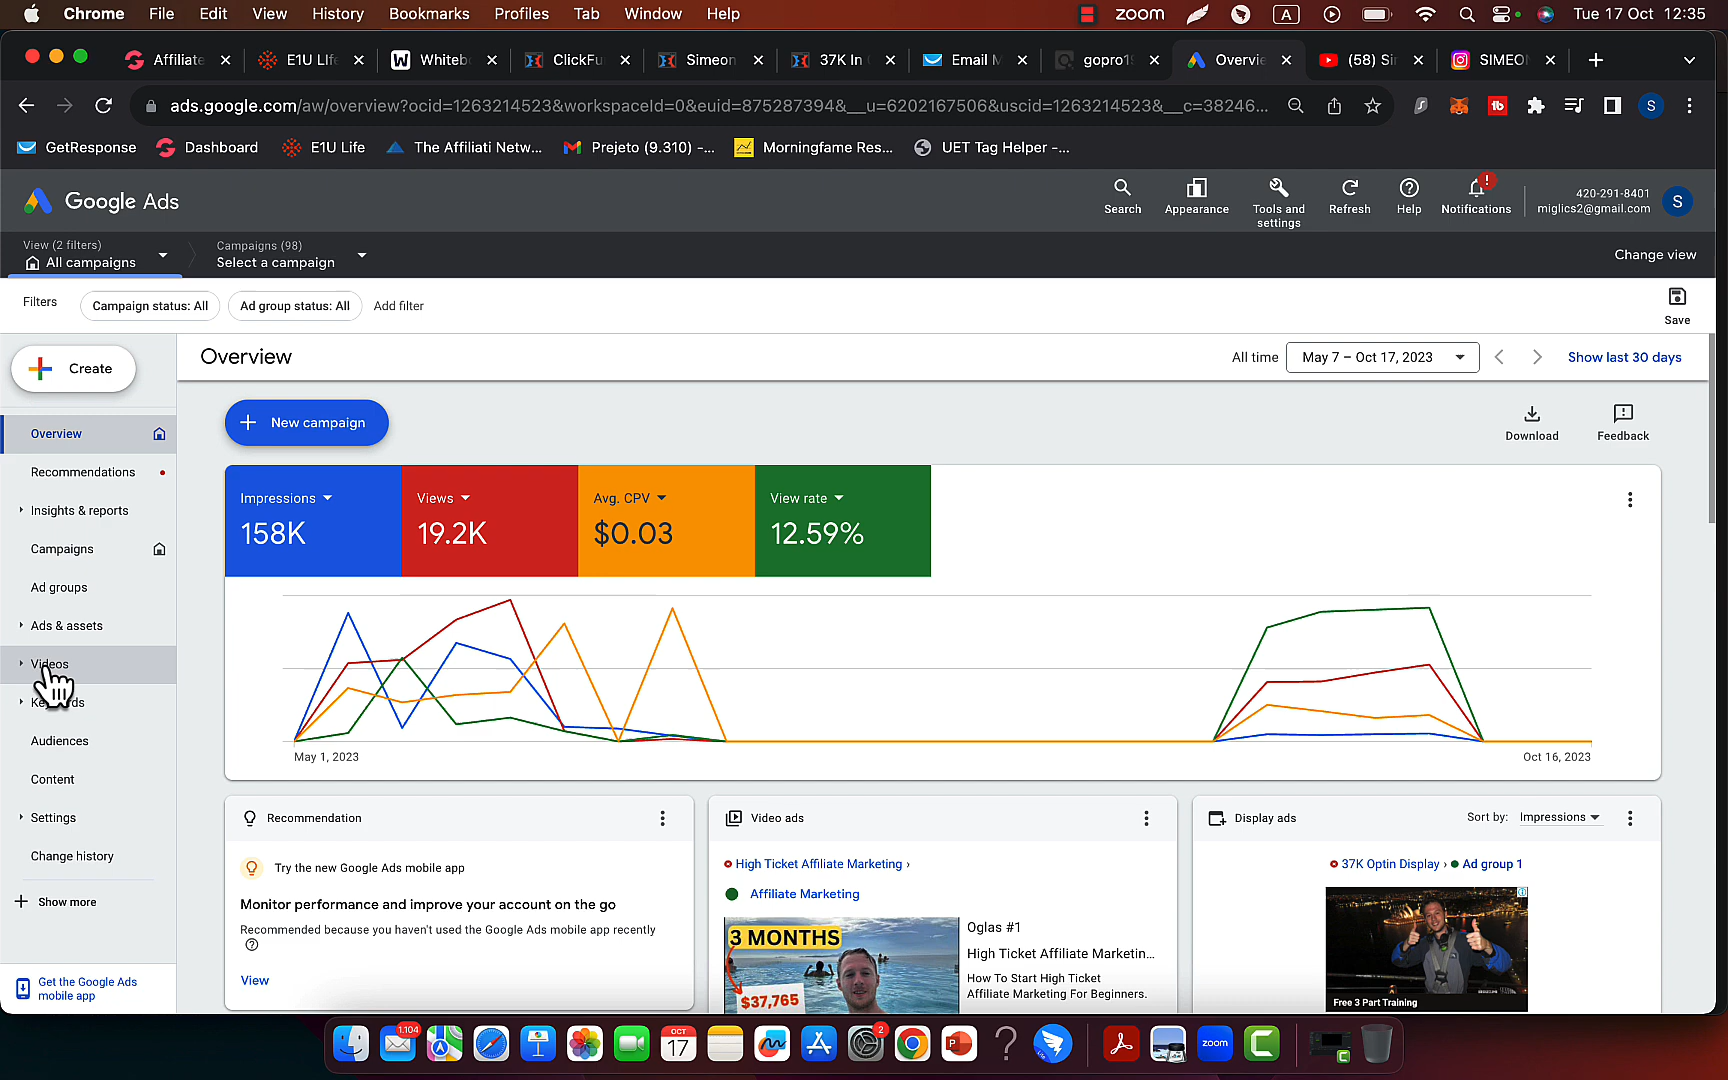 Chrome File Edit View History Bookmarks Profiles Tab Window Help
zoom A Tue 17 Oct 12:35
Affiliate E1U Life W Whitebo ClickFu Simeon 37K In Email M gopro1 Overvie (58) Si SIMEON
ads.google.com/aw/overview?ocid=1263214523&workspaceId=0&euid=875287394&__u=6202167506&uscid=1263214523&__c=38246...
tb
S
GetResponse Dashboard E1U Life The Affiliati Netw... Prejeto (9.310) -... Morningfame Res... UET Tag Helper -...
Google Ads
Search Appearance Tools and settings Refresh Help Notifications
!
420-291-8401
miglics2@gmail.com
S
View (2 filters)
All campaigns
Campaigns (98)
Select a campaign
Change view
Filters Campaign status: All Ad group status: All Add filter
Save
Create
Overview
Recommendations
Insights & reports
Campaigns
Ad groups
Ads & assets
Videos
Audiences
Content
Settings
Change history
Show more
Get the Google Ads
mobile app
Overview
All time May 7 – Oct 17, 2023 Show last 30 days
New campaign
Download Feedback
Impressions Views Avg. CPV View rate
158K 19.2K $0.03 12.59%
May 1, 2023 Oct 16, 2023
Recommendation
Try the new Google Ads mobile app
Monitor performance and improve your account on the go
Recommended because you haven't used the Google Ads mobile app recently
View
Video ads
High Ticket Affiliate Marketing ›
Affiliate Marketing
3 MONTHS
$37,765
Oglas #1
High Ticket Affiliate Marketin...
How To Start High Ticket
Affiliate Marketing For Beginners.
Display ads
Sort by: Impressions
37K Optin Display › Ad group 1
Free 3 Part Training
1.104
OCT
17
2
P
Lite
zoom
C